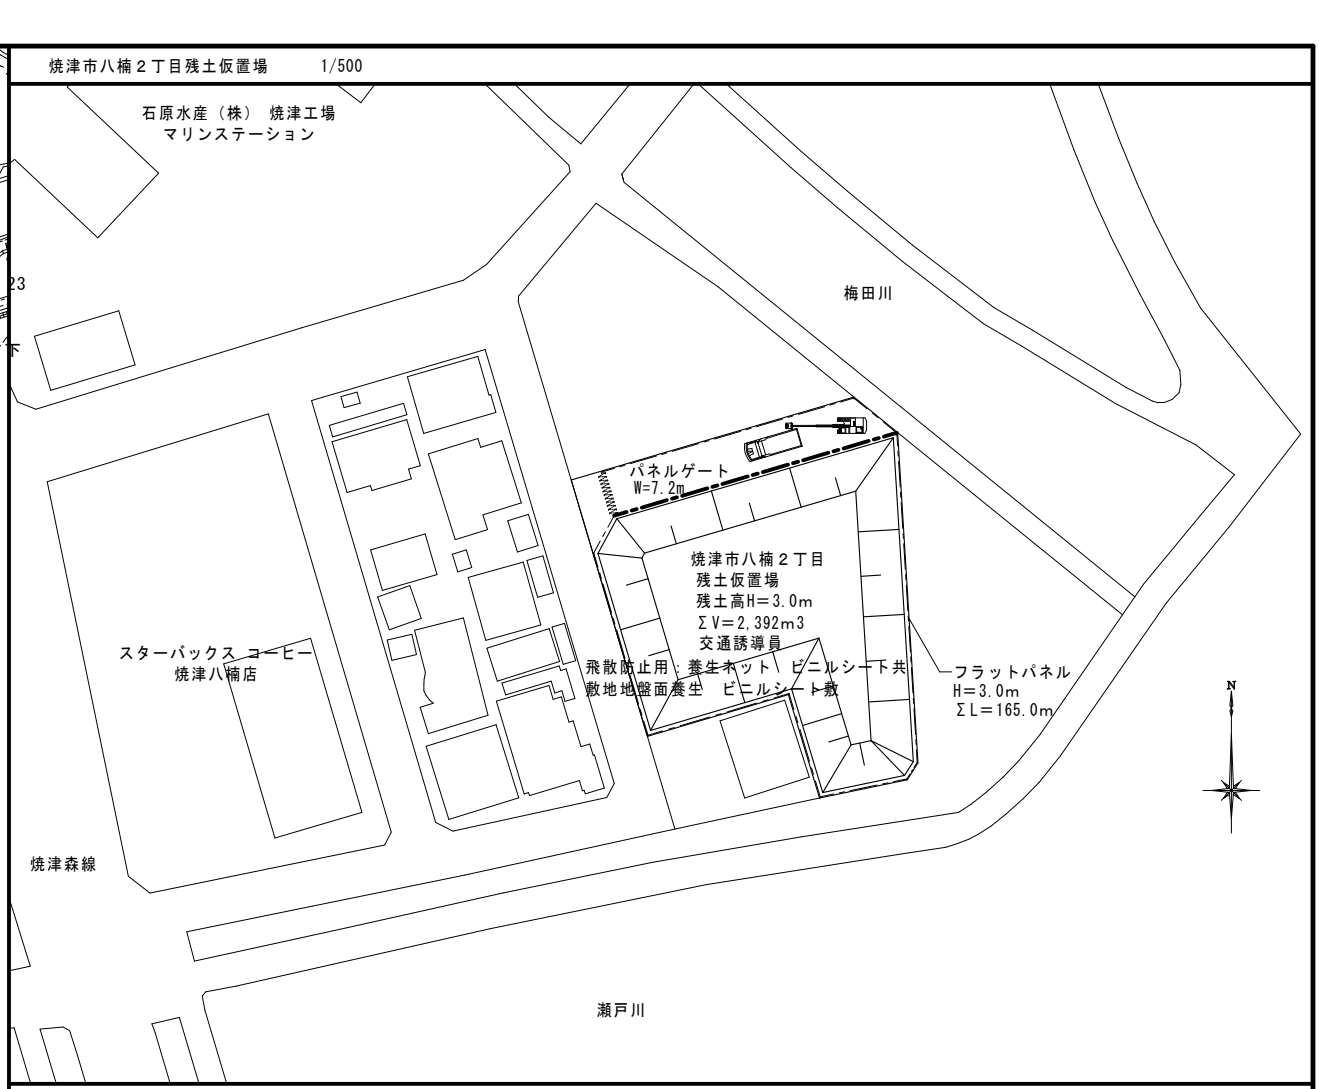 焼津市八楠２丁目残土仮置場 1/500
石原水産（株） 焼津工場
マリンステーション
23
下
梅田川
パネルゲート
W=7.2m
焼津市八楠２丁目
残土仮置場
残土高H＝3.0m
ΣV＝2,392m3
交通誘導員
飛散防止用：養生ネット ビニルシート共
敷地地盤面養生 ビニルシート敷
フラットパネル
H＝3.0m
ΣL＝165.0m
スターバックス コーヒー
焼津八楠店
N
焼津森線
瀬戸川